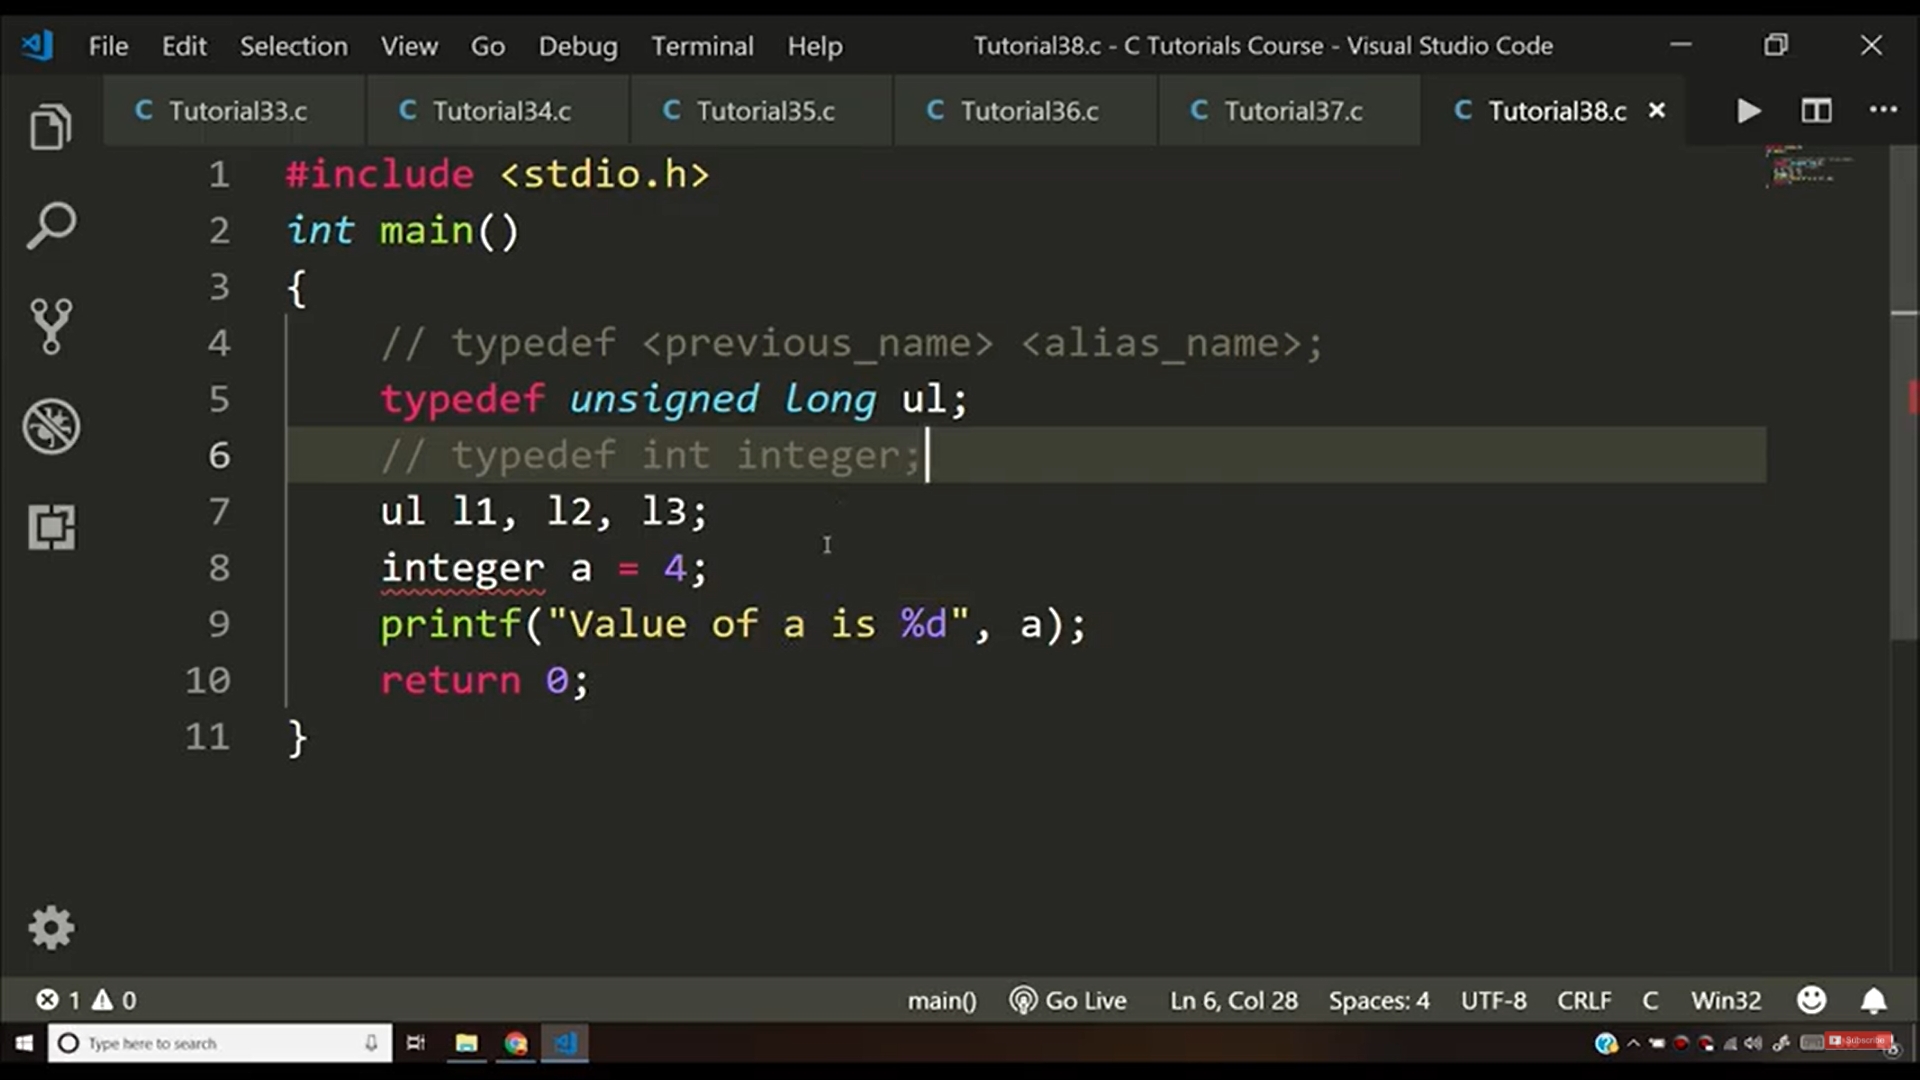 File Edit Selection View Go Debug Terminal Help Tutorial38.c - C Tutorials Course - Visual Studio Code
C Tutorial33.c C Tutorial34.c C Tutorial35.c C Tutorial36.c C Tutorial37.c C Tutorial38.c
1 #include <stdio.h>
2 int main()
3 {
4 // typedef <previous_name> <alias_name>;
5 typedef unsigned long ul;
6 // typedef int integer;
7 ul l1, l2, l3;
8 integer a = 4;
9 printf("Value of a is %d", a);
10 return 0;
11 }
1 0 main() Go Live Ln 6, Col 28 Spaces: 4 UTF-8 CRLF C Win32
Type here to search
Subscribe